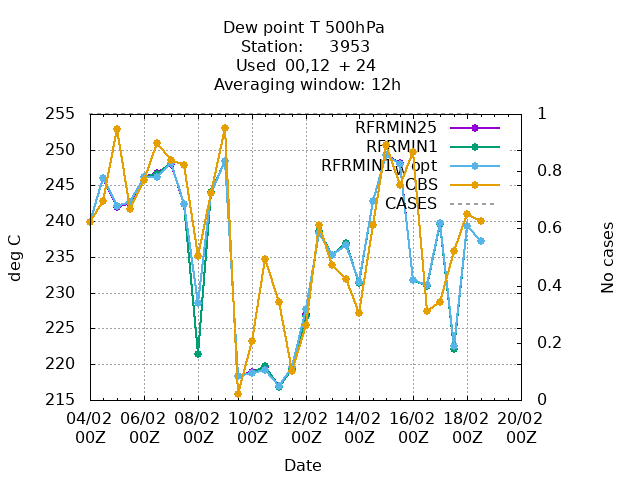 Dew point T 500hPa
Station: 3953
Used 00,12 + 24
Averaging window: 12h
255
250
245
240
235
230
225
220
215
deg C
1
0.8
0.6
0.4
0.2
0
No cases
RFRMIN25
RFRMIN1
OBS
CASES
04/02 06/02 08/02 10/02 12/02 14/02 16/02 18/02 20/02
00Z 00Z 00Z 00Z 00Z 00Z 00Z 00Z 00Z
Date